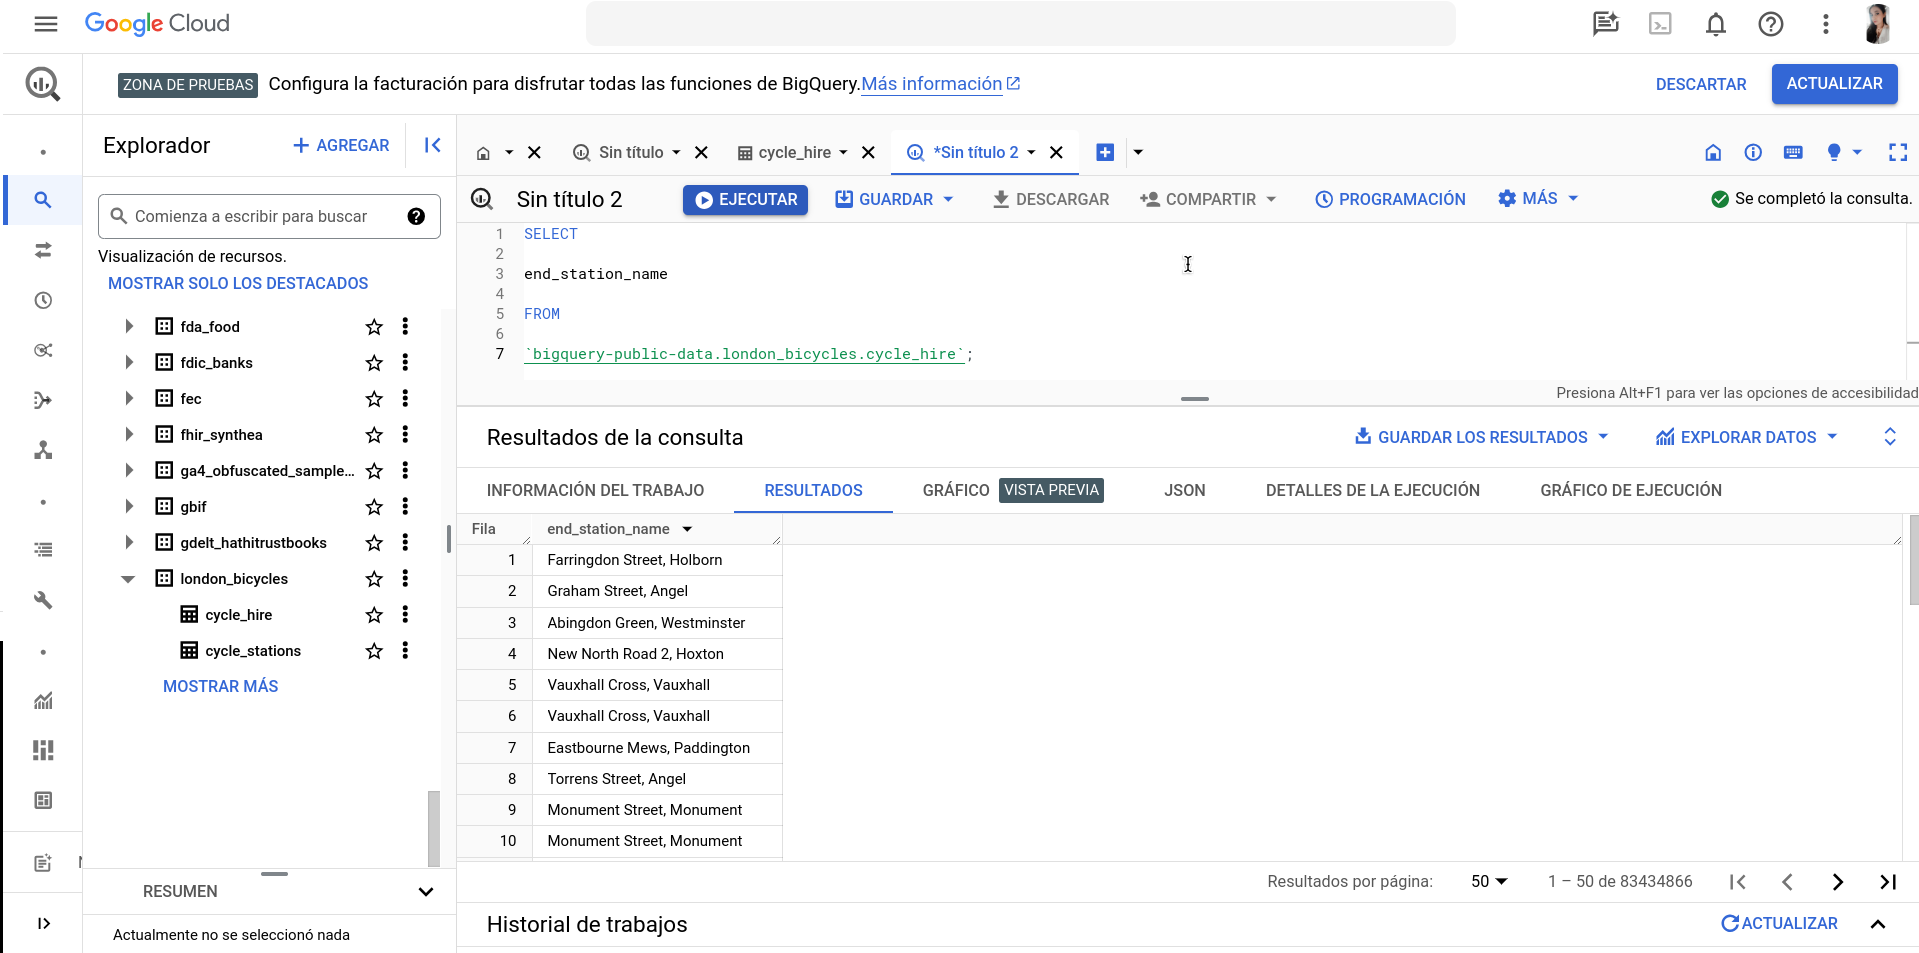 Google Cloud
ZONA DE PRUEBAS Configura la facturación para disfrutar todas las funciones de BigQuery. Más información DESCARTAR ACTUALIZAR
Explorador AGREGAR
Sin título cycle_hire *Sin título 2
Sin título 2 EJECUTAR GUARDAR DESCARGAR COMPARTIR PROGRAMACIÓN MÁS Se completó la consulta.
Comienza a escribir para buscar
Visualización de recursos.
MOSTRAR SOLO LOS DESTACADOS
fda_food
fdic_banks
fec
fhir_synthea
ga4_obfuscated_sample…
gbif
gdelt_hathitrustbooks
london_bicycles
cycle_hire
cycle_stations
MOSTRAR MÁS
RESUMEN
Actualmente no se seleccionó nada
1 SELECT
2
3 end_station_name
4
5 FROM
6
7 `bigquery-public-data.london_bicycles.cycle_hire`;
Presiona Alt+F1 para ver las opciones de accesibilidad
Resultados de la consulta GUARDAR LOS RESULTADOS EXPLORAR DATOS
INFORMACIÓN DEL TRABAJO RESULTADOS GRÁFICO VISTA PREVIA JSON DETALLES DE LA EJECUCIÓN GRÁFICO DE EJECUCIÓN
Fila end_station_name
1 Farringdon Street, Holborn
2 Graham Street, Angel
3 Abingdon Green, Westminster
4 New North Road 2, Hoxton
5 Vauxhall Cross, Vauxhall
6 Vauxhall Cross, Vauxhall
7 Eastbourne Mews, Paddington
8 Torrens Street, Angel
9 Monument Street, Monument
10 Monument Street, Monument
Resultados por página: 50 1 – 50 de 83434866
Historial de trabajos ACTUALIZAR